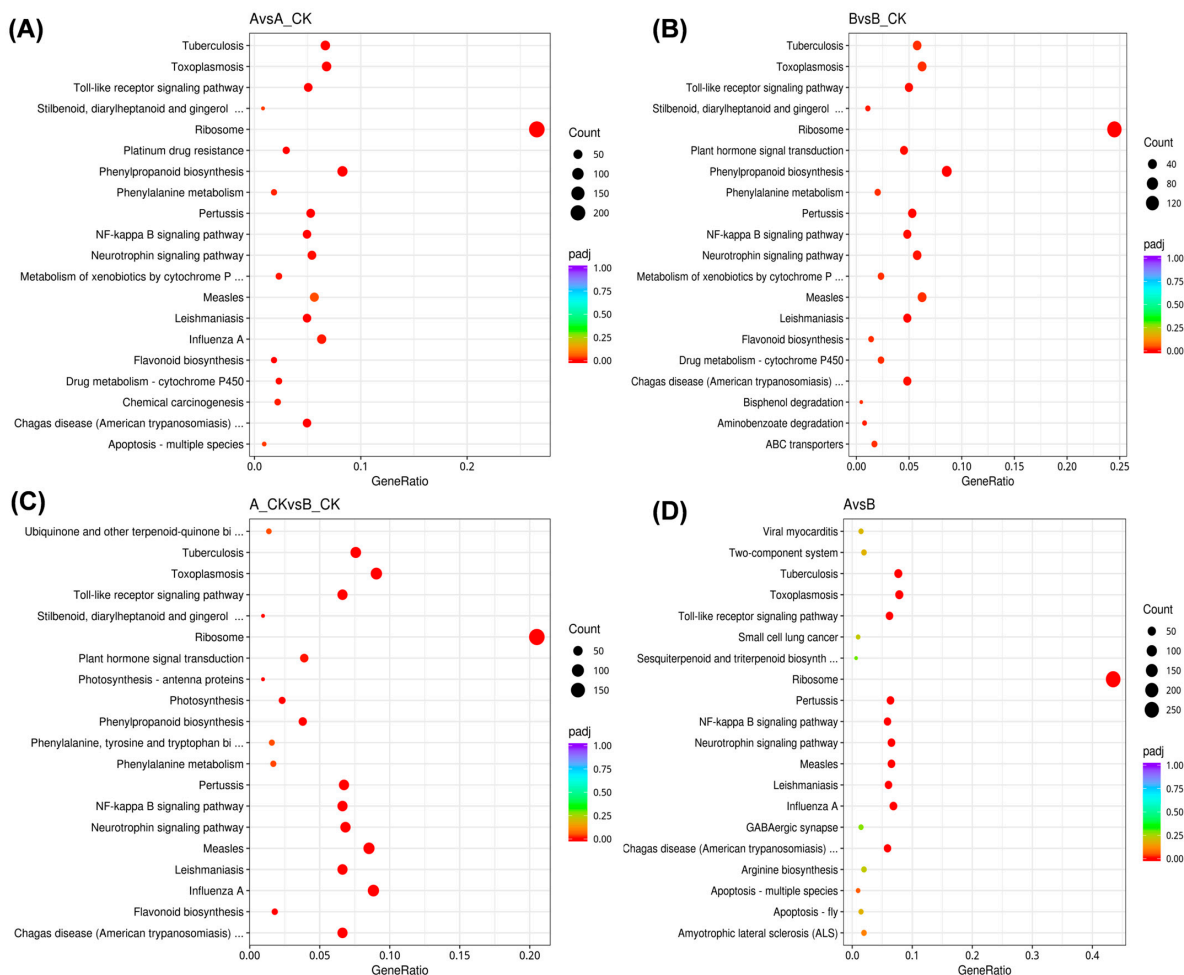 (A)
AvsA_CK
Tuberculosis
Toxoplasmosis
Toll-like receptor signaling pathway
Stilbenoid, diarylheptanoid and gingerol ...
Ribosome
Platinum drug resistance
Phenylpropanoid biosynthesis
Phenylalanine metabolism
Pertussis
NF-kappa B signaling pathway
Neurotrophin signaling pathway
Metabolism of xenobiotics by cytochrome P ...
Measles
Leishmaniasis
Influenza A
Flavonoid biosynthesis
Drug metabolism - cytochrome P450
Chemical carcinogenesis
Chagas disease (American trypanosomiasis) ...
Apoptosis - multiple species
0.0 0.1 0.2
GeneRatio
Count
50
100
150
200
padj
1.00
0.75
0.50
0.25
0.00
(B)
BvsB_CK
Tuberculosis
Toxoplasmosis
Toll-like receptor signaling pathway
Stilbenoid, diarylheptanoid and gingerol ...
Ribosome
Plant hormone signal transduction
Phenylpropanoid biosynthesis
Phenylalanine metabolism
Pertussis
NF-kappa B signaling pathway
Neurotrophin signaling pathway
Metabolism of xenobiotics by cytochrome P ...
Measles
Leishmaniasis
Flavonoid biosynthesis
Drug metabolism - cytochrome P450
Chagas disease (American trypanosomiasis) ...
Bisphenol degradation
Aminobenzoate degradation
ABC transporters
0.00 0.05 0.10 0.15 0.20 0.25
GeneRatio
Count
40
80
120
padj
1.00
0.75
0.50
0.25
0.00
(C)
A_CKvsB_CK
Ubiquinone and other terpenoid-quinone bi ...
Tuberculosis
Toxoplasmosis
Toll-like receptor signaling pathway
Stilbenoid, diarylheptanoid and gingerol ...
Ribosome
Plant hormone signal transduction
Photosynthesis - antenna proteins
Photosynthesis
Phenylpropanoid biosynthesis
Phenylalanine, tyrosine and tryptophan bi ...
Phenylalanine metabolism
Pertussis
NF-kappa B signaling pathway
Neurotrophin signaling pathway
Measles
Leishmaniasis
Influenza A
Flavonoid biosynthesis
Chagas disease (American trypanosomiasis) ...
0.00 0.05 0.10 0.15 0.20
GeneRatio
Count
50
100
150
padj
1.00
0.75
0.50
0.25
0.00
(D)
AvsB
Viral myocarditis
Two-component system
Tuberculosis
Toxoplasmosis
Toll-like receptor signaling pathway
Small cell lung cancer
Sesquiterpenoid and triterpenoid biosynth ...
Ribosome
Pertussis
NF-kappa B signaling pathway
Neurotrophin signaling pathway
Measles
Leishmaniasis
Influenza A
GABAergic synapse
Chagas disease (American trypanosomiasis) ...
Arginine biosynthesis
Apoptosis - multiple species
Apoptosis - fly
Amyotrophic lateral sclerosis (ALS)
0.0 0.1 0.2 0.3 0.4
GeneRatio
Count
50
100
150
200
250
padj
1.00
0.75
0.50
0.25
0.00